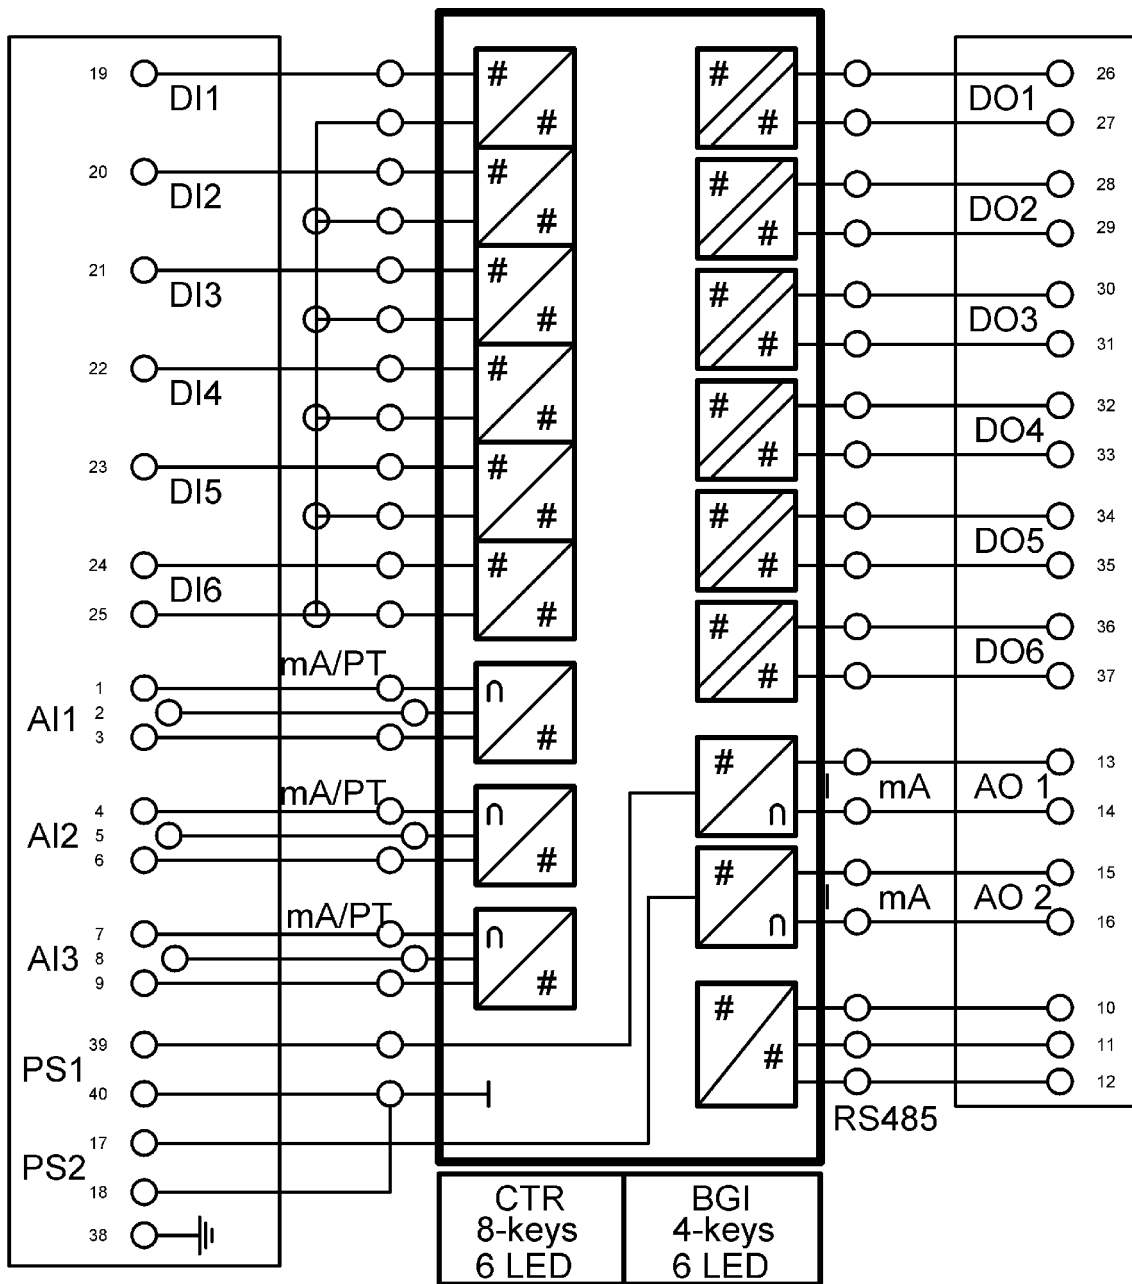 19 DI1
20 DI2
21 DI3
22 DI4
23 DI5
24 DI6
25
mA/PT
1
AI1 2
3
mA/PT
4
AI2 5
6
mA/PT
7
AI3 8
9
39
PS1
40
17
PS2
18
38
# #
# #
# #
# #
# #
# #
∩ #
∩ #
∩ #
# #
# #
# #
# #
# #
# #
# ∩
# ∩
# #
26
DO1
27
28
DO2
29
30
DO3
31
32
DO4
33
34
DO5
35
36
DO6
37
13
mA AO 1
14
15
mA AO 2
16
10
11
12
RS485
CTR
8-keys
6 LED
BGI
4-keys
6 LED